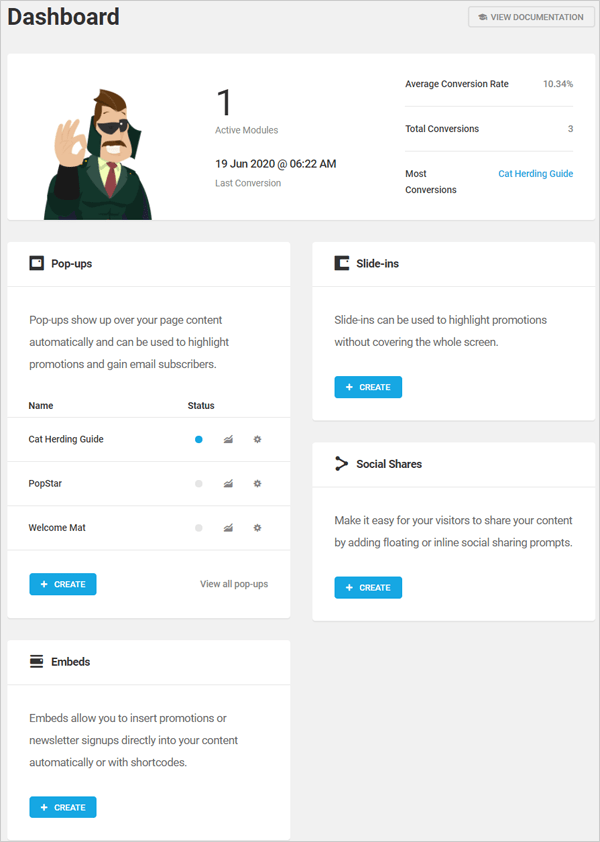 Dashboard
VIEW DOCUMENTATION
1
Active Modules
19 Jun 2020 @ 06:22 AM
Last Conversion
Average Conversion Rate 10.34%
Total Conversions 3
Most
Conversions
Cat Herding Guide
Pop-ups
Pop-ups show up over your page content
automatically and can be used to highlight
promotions and gain email subscribers.
Name Status
Cat Herding Guide
PopStar
Welcome Mat
+ CREATE
View all pop-ups
Slide-ins
Slide-ins can be used to highlight promotions
without covering the whole screen.
+ CREATE
Social Shares
Make it easy for your visitors to share your content
by adding floating or inline social sharing prompts.
+ CREATE
Embeds
Embeds allow you to insert promotions or
newsletter signups directly into your content
automatically or with shortcodes.
+ CREATE